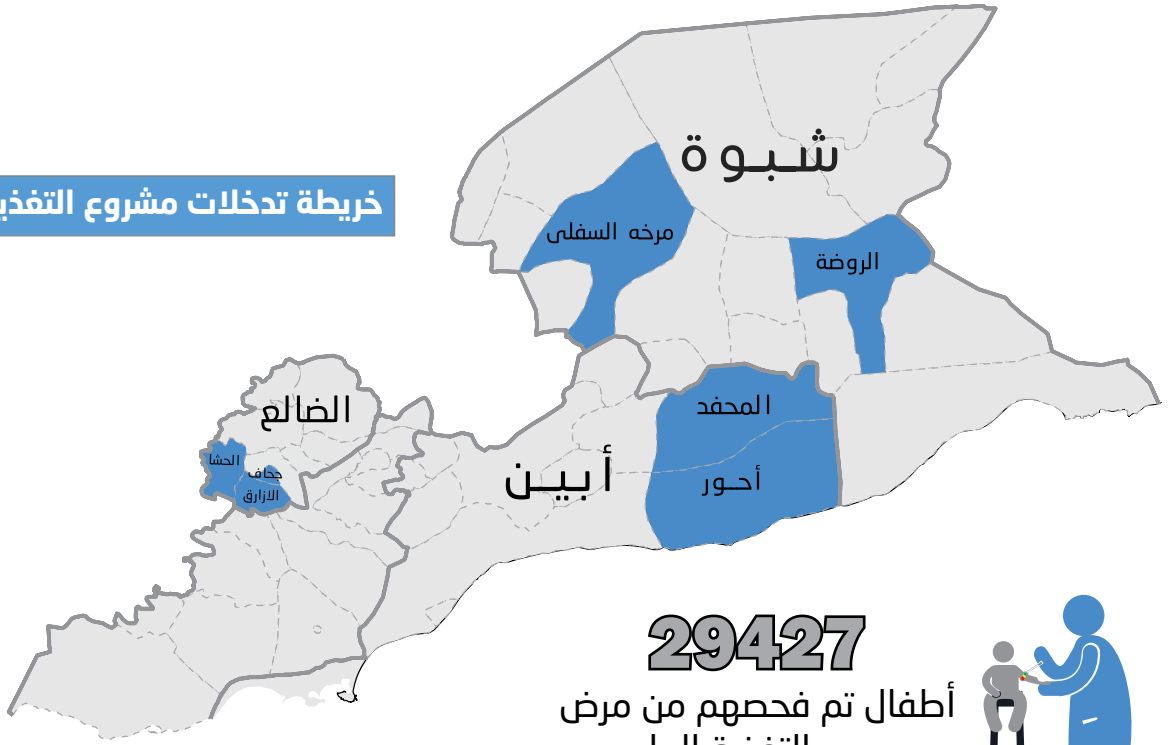 شبوة
خريطة تدخلات مشروع
مرخه السفلى
الروضة
الضالع
المحفد
الحشا
جحاف
الازارق
أبين
أحور
29427
أطفال تم فحصهم من مرض